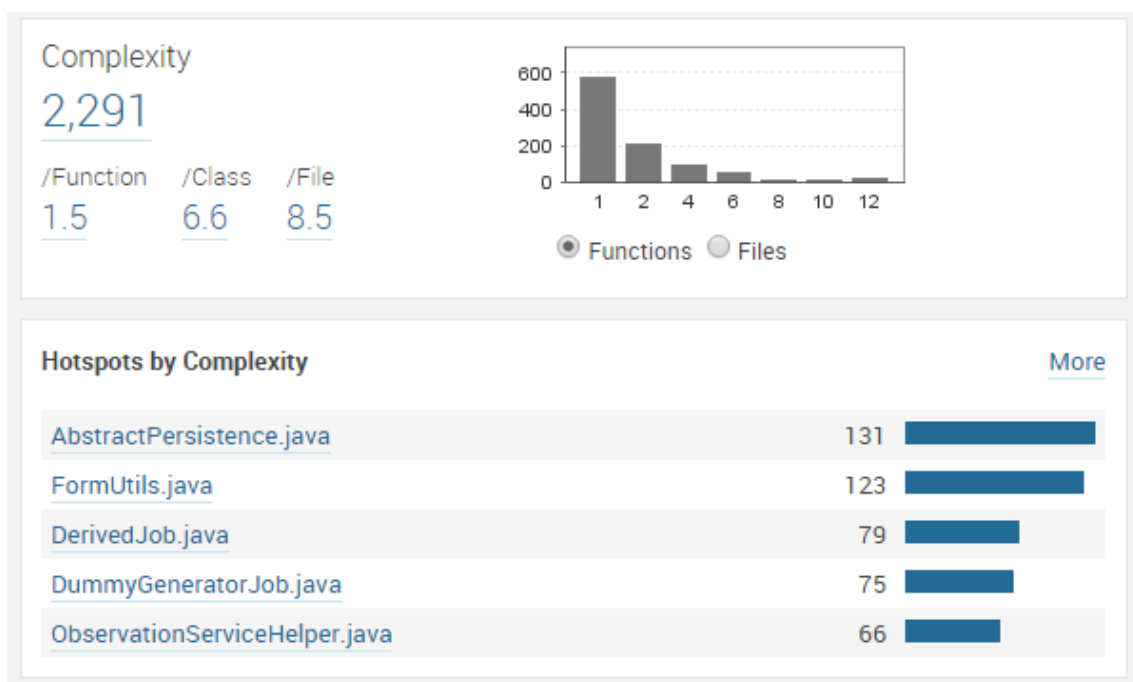 Complexity
2,291
/Function /Class /File
1.5 6.6 8.5
600
400
200
0
1 2 4 6 8 10 12
Functions Files
Hotspots by Complexity More
AbstractPersistence.java 131
FormUtils.java 123
DerivedJob.java 79
DummyGeneratorJob.java 75
ObservationServiceHelper.java 66